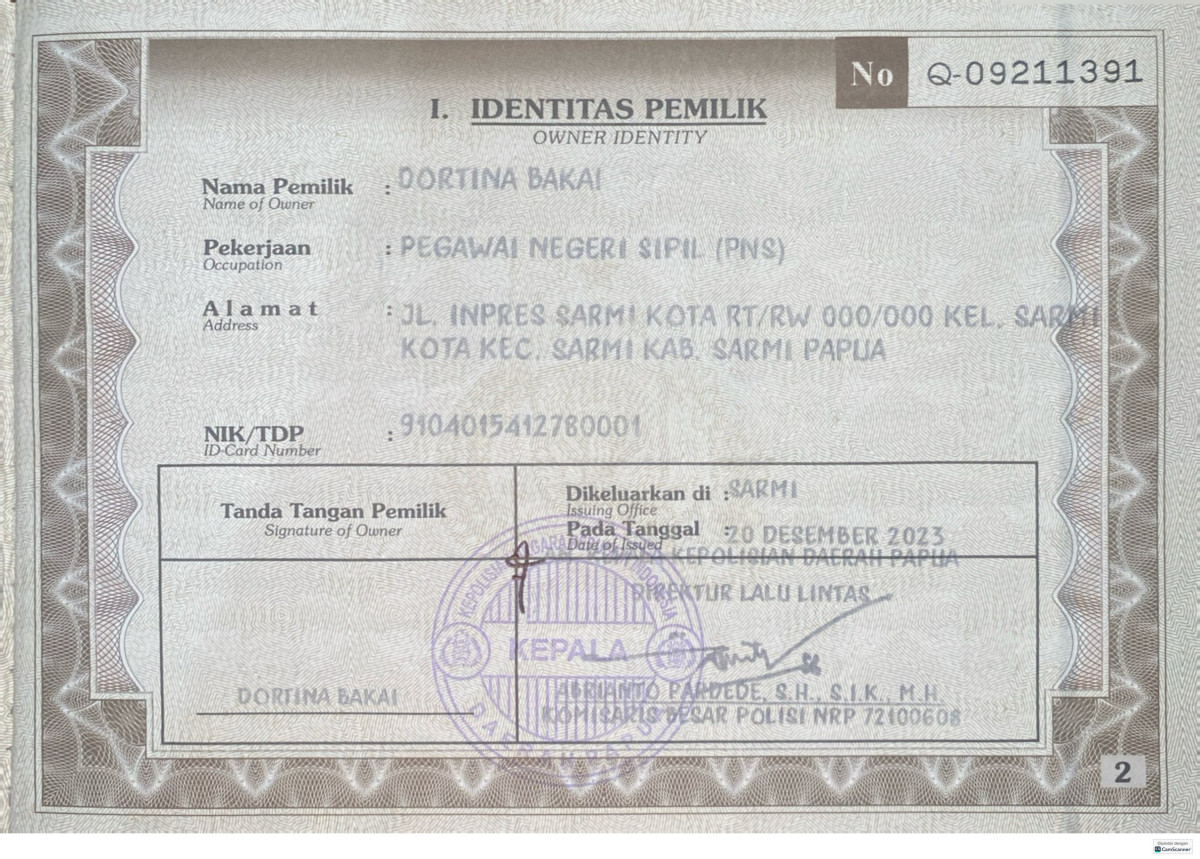 No Q-09211391
I. IDENTITAS PEMILIK
OWNER IDENTITY
Nama Pemilik : DORTINA BAKAI
Name of Owner
Pekerjaan : PEGAWAI NEGERI SIPIL (PNS)
Occupation
Alamat : JL. INPRES SARMI KOTA RT/RW 000/000 KEL. SARMI
Address
KOTA KEC. SARMI KAB. SARMI PAPUA
NIK/TDP : 9104015412780001
ID-Card Number
Tanda Tangan Pemilik
Signature of Owner
DORTINA BAKAI
Dikeluarkan di : SARMI
Issuing Office
Pada Tanggal : 20 DESEMBER 2023
Date of Issued
KEPOLISIAN DAERAH PAPUA
DIREKTUR LALU LINTAS
KEPALA
ABRIANTO PARDEDE, S.H., S.I.K., M.H.
KOMISARIS BESAR POLISI NRP 72100608
2
CamScanner